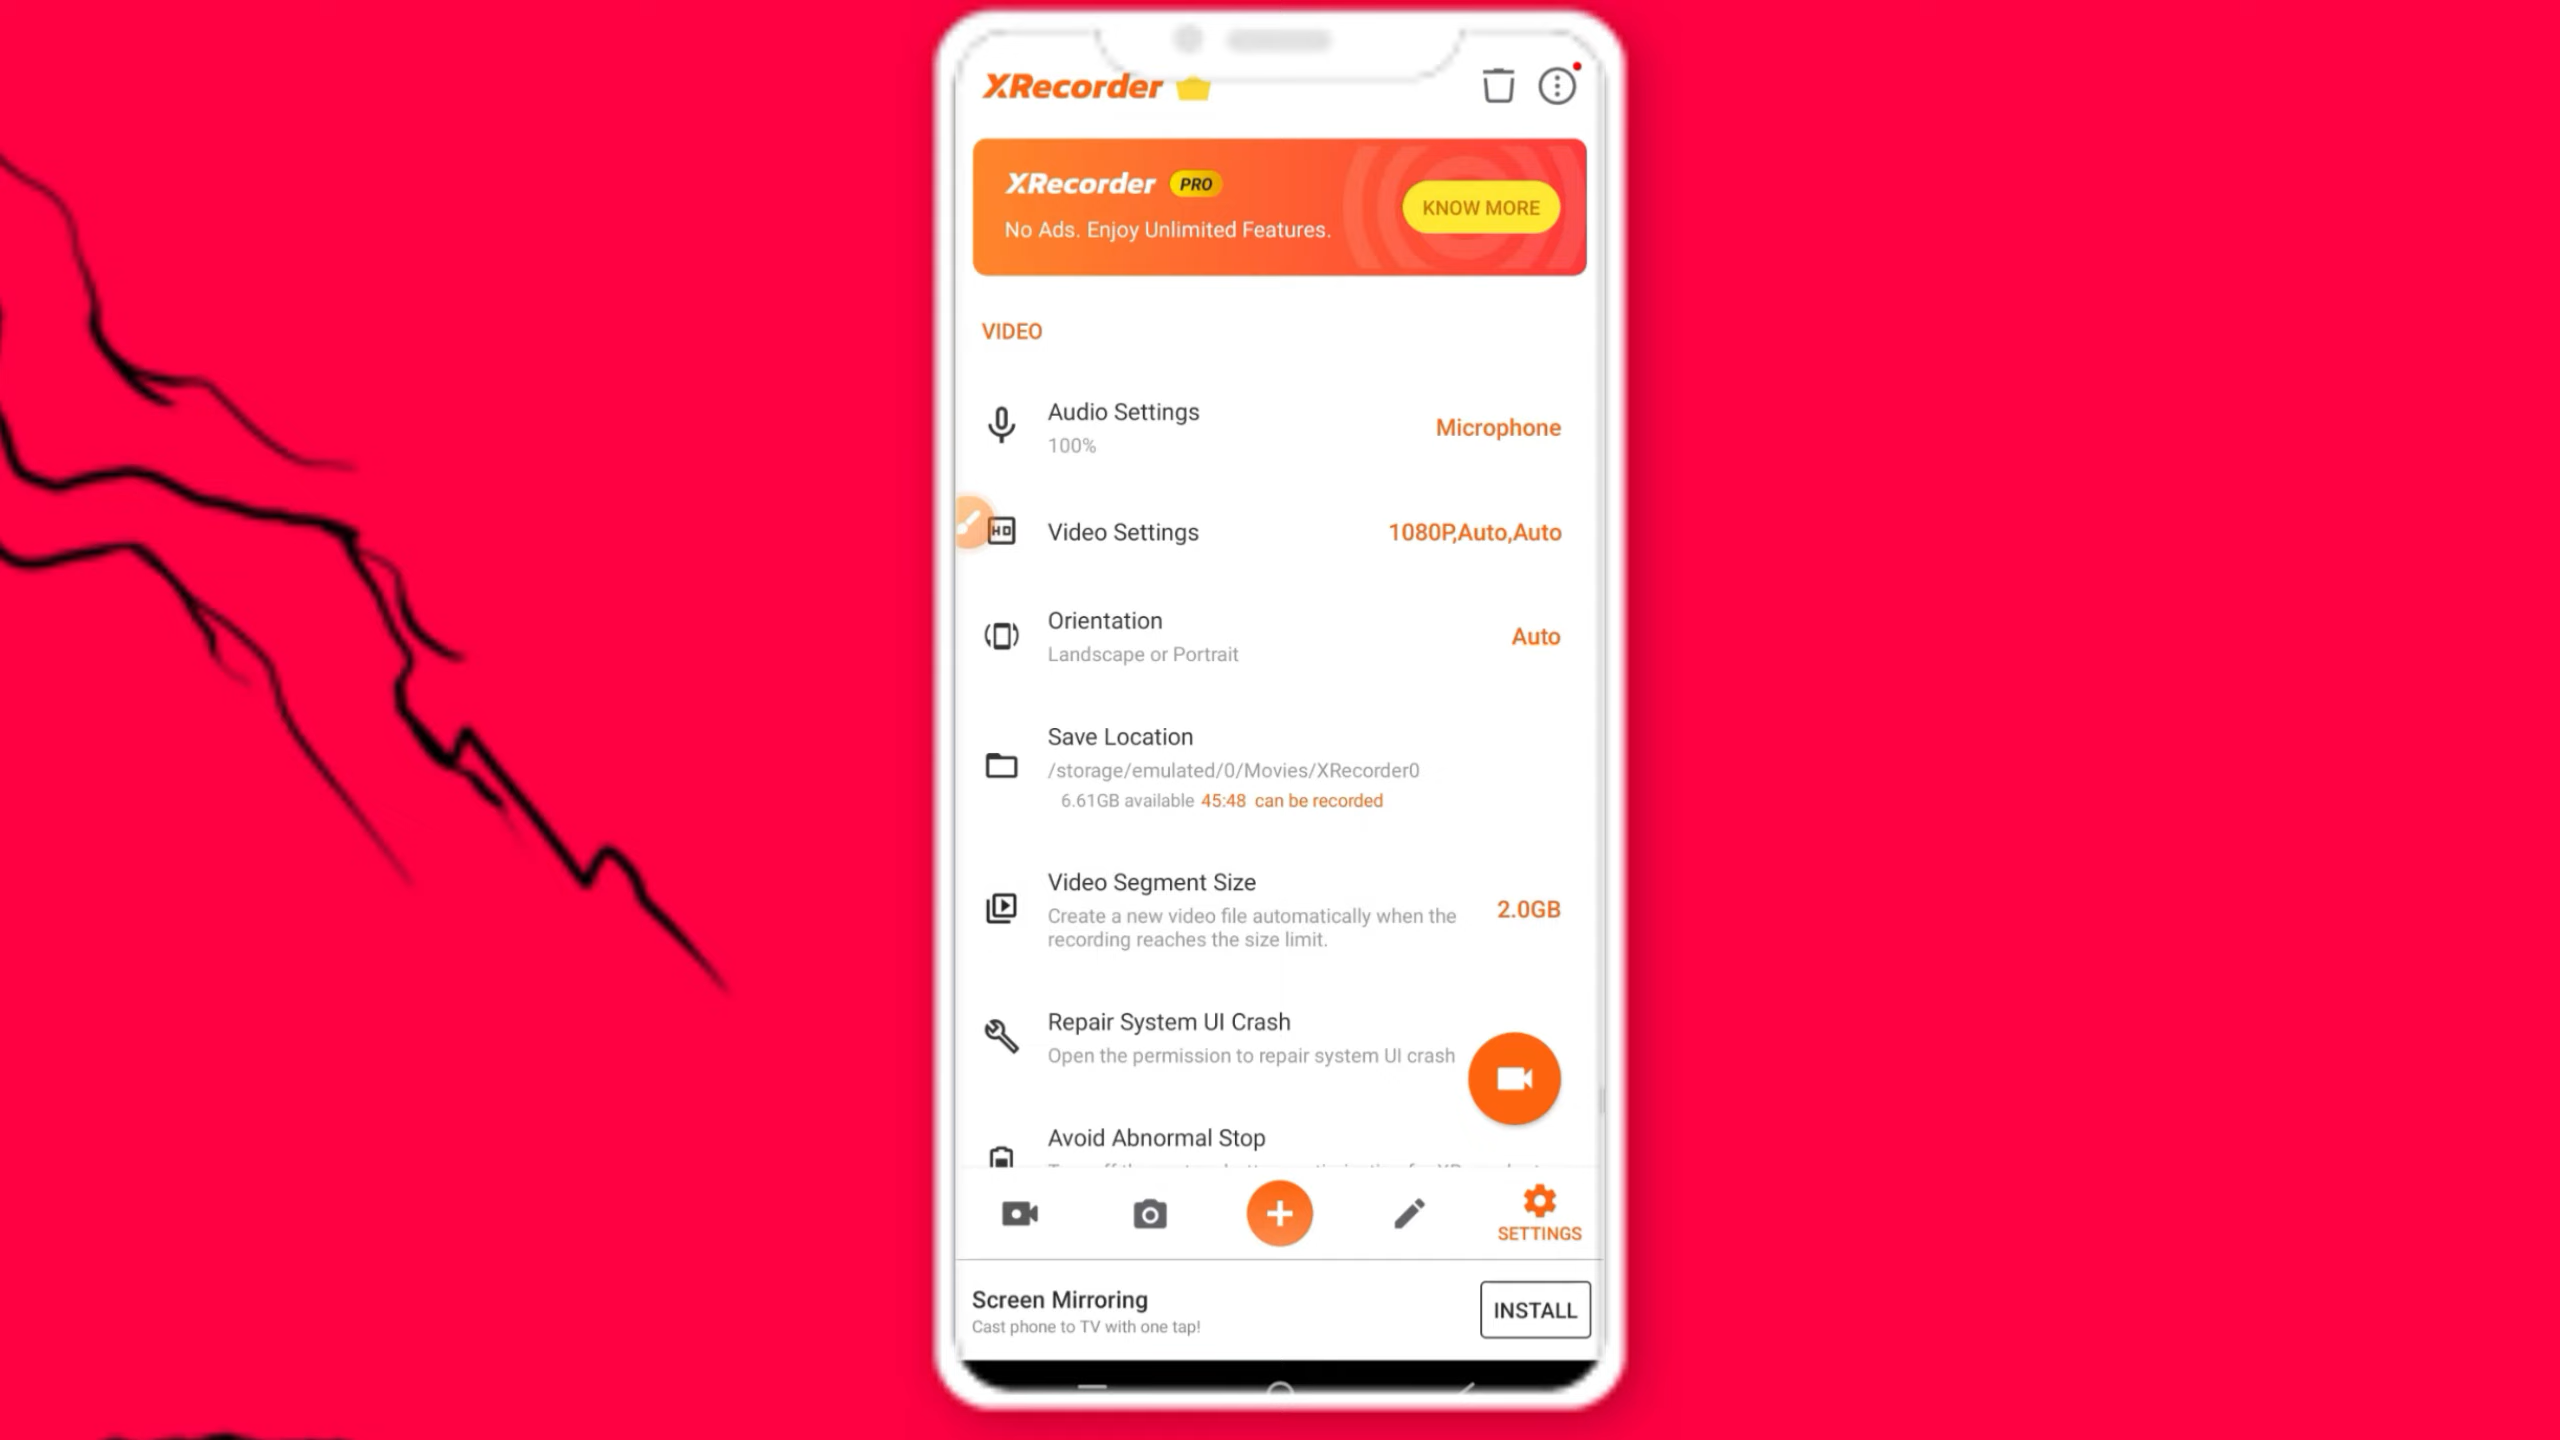 XRecorder
XRecorder PRO
No Ads. Enjoy Unlimited Features.
KNOW MORE
VIDEO
Audio Settings
100%
Microphone
HD
Video Settings
1080P,Auto,Auto
Orientation
Landscape or Portrait
Auto
Save Location
/storage/emulated/0/Movies/XRecorder0
6.61GB available 45:48 can be recorded
Video Segment Size
Create a new video file automatically when the
recording reaches the size limit.
2.0GB
Repair System UI Crash
Open the permission to repair system UI crash
Avoid Abnormal Stop
SETTINGS
Screen Mirroring
Cast phone to TV with one tap!
INSTALL